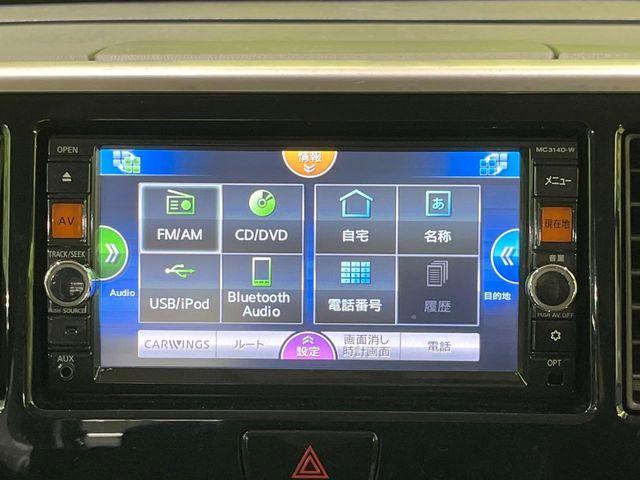 OPEN
MC314D-W
情報
メニュー
AV
FM/AM
CD/DVD
自宅
あ
名称
現在地
TRACK/SEEK
音量
Audio
USB/iPod
Bluetooth
Audio
電話番号
履歴
目的地
PUSH SOURCE
PUSH AV OFF
CARWINGS
ルート
設定
画面消し
時計画面
電話
AUX
OPT